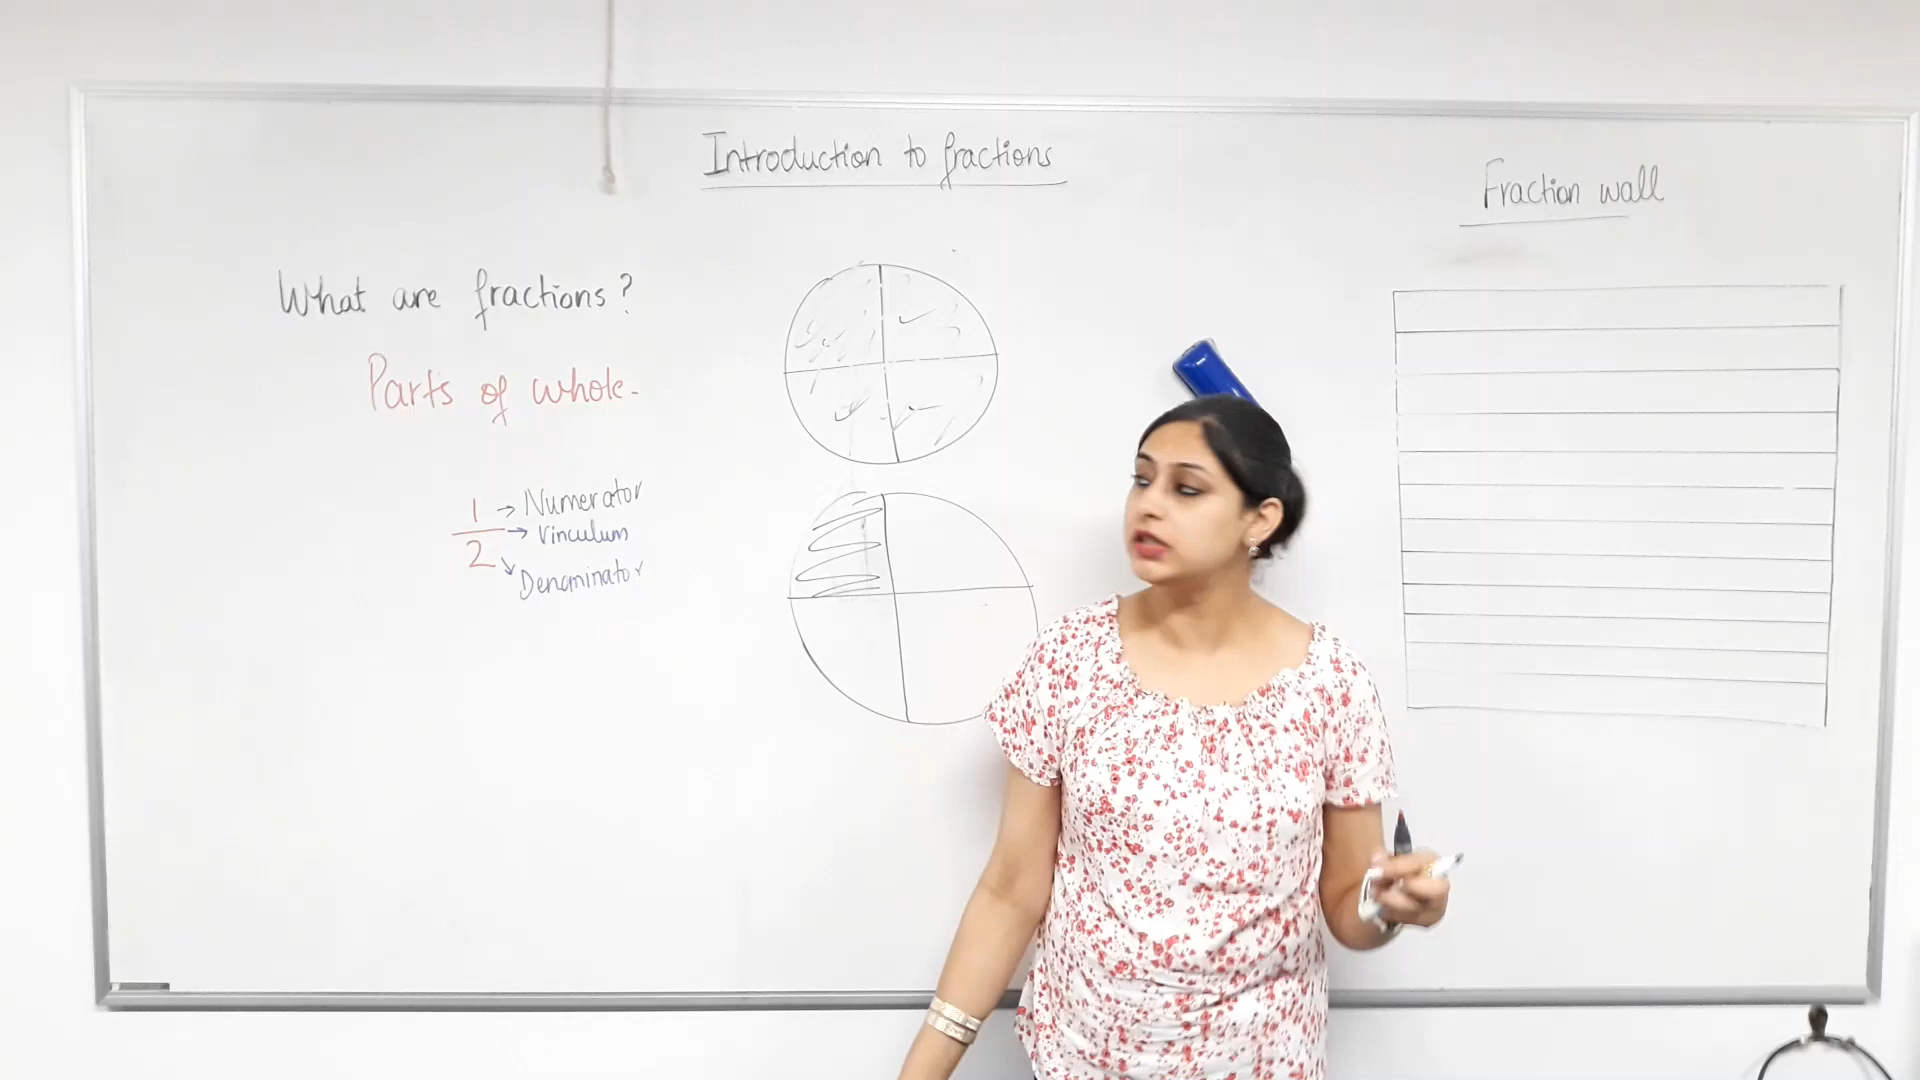 Introduction to fractions
Fraction wall
What are fractions?
Parts of whole.
1 → Numerator
→ Vinculum
2 ↘ Denominator